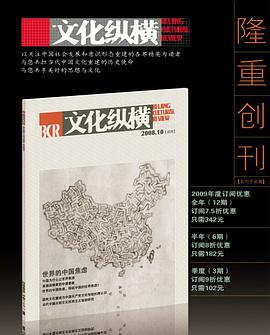 文化纵横
BEIJING
CULTURAL
REVIEW
以关注中国社会发展和意识形态重建的各界精英为读者
与您共担当代中国文化重建的历史使命
与您共享美好的思想与文化
隆重创刊
BCR
文化纵横
BEIJING
CULTURAL
REVIEW
2008.10
世界的中国焦虑
2009年度订阅优惠
全年（12期）
订阅7.5折优惠
只需342元
半年（6期）
订阅8折优惠
只需182元
季度（3期）
订阅9折优惠
只需102元